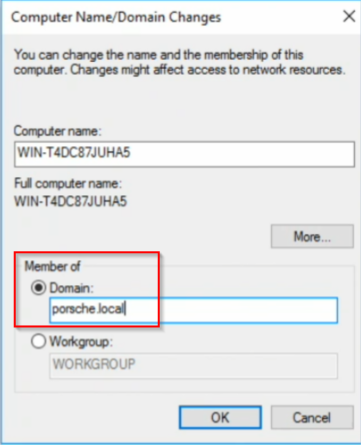 Computer Name/Domain Changes
You can change the name and the membership of this
computer. Changes might affect access to network resources.
Computer name:
WIN-T4DC87JUHA5
Full computer name:
WIN-T4DC87JUHA5
More...
Member of
Domain:
porsche.local
Workgroup:
WORKGROUP
OK
Cancel